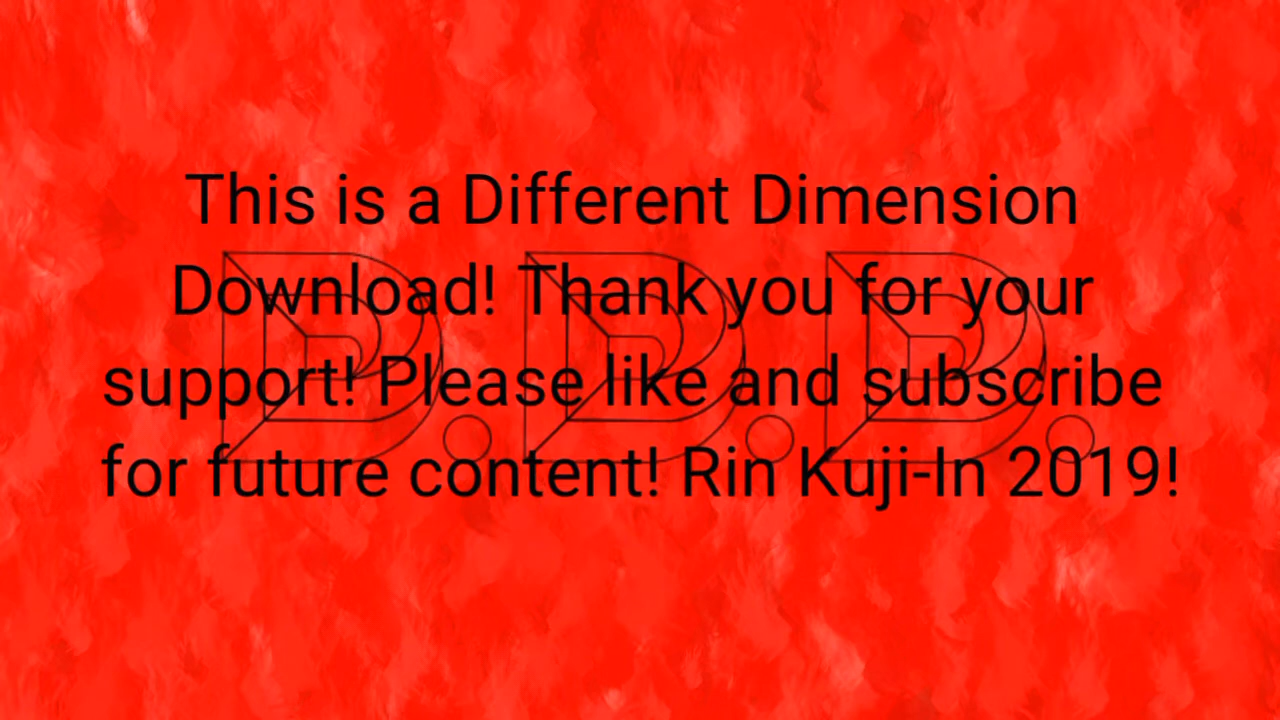 This is a Different Dimension
Download! Thank you for your
support! Please like and subscribe
for future content! Rin Kuji-In 2019!
D.D.D.